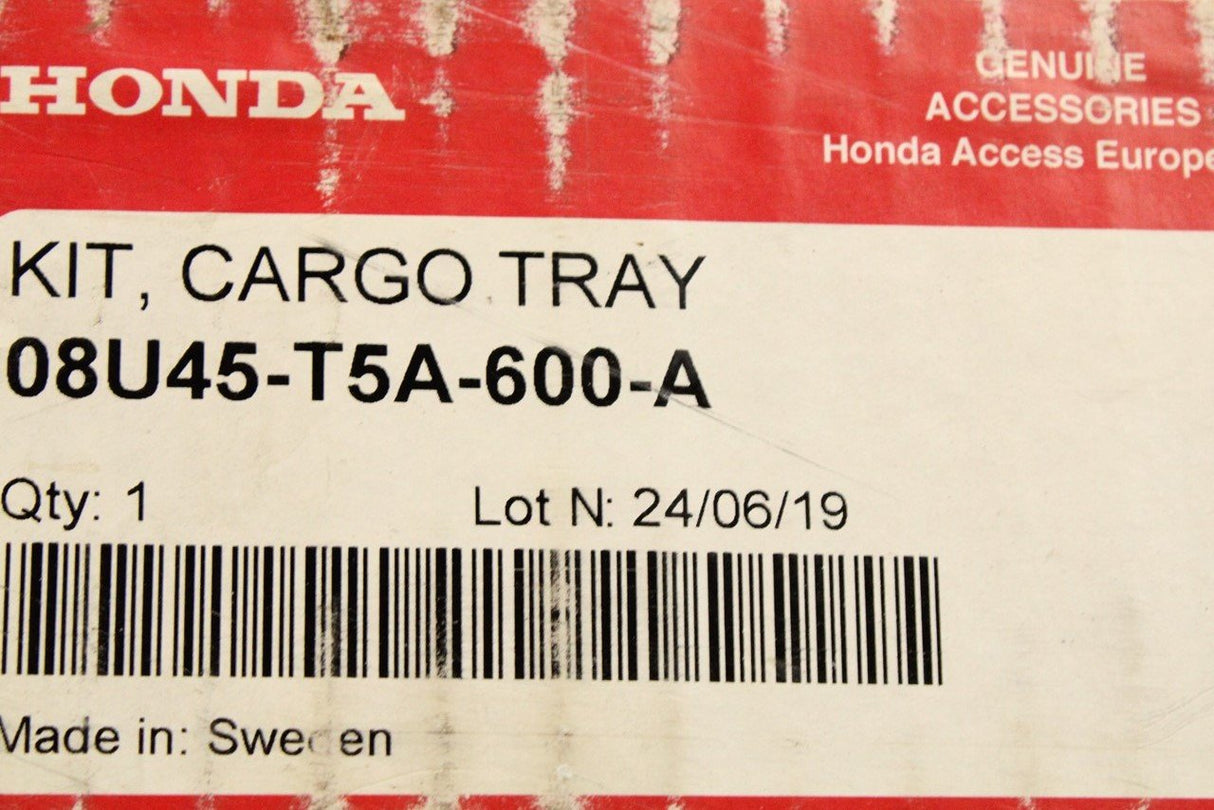 HONDA
GENUINE
ACCESSORIES
Honda Access Europe
KIT, CARGO TRAY
08U45-T5A-600-A
Qty: 1 Lot N: 24/06/19
Made in: Sweden